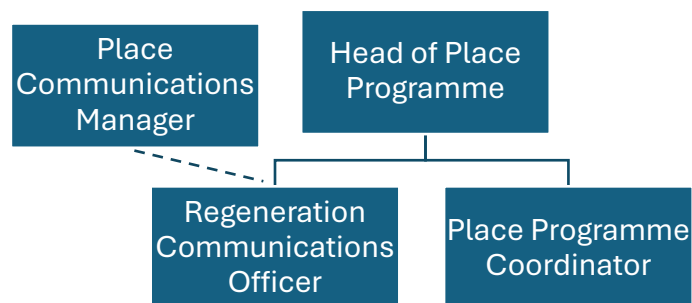 Place
Communications
Manager
Head of Place
Programme
Regeneration
Communications
Officer
Place Programme
Coordinator